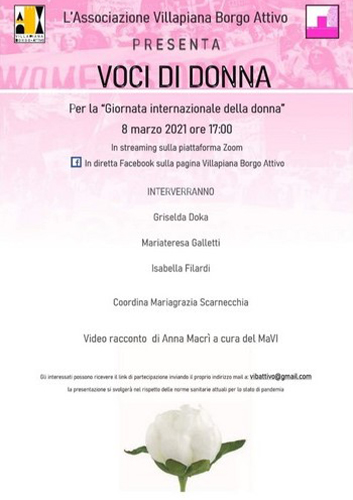 L'Associazione Villapiana Borgo Attivo
PRESENTA
VOCI DI DONNA
Per la "Giornata internazionale della donna"
8 marzo 2021 ore 17:00
In streaming sulla piattaforma Zoom
f In diretta Facebook sulla pagina Villapiana Borgo Attivo
INTERVERRANNO
Griselda Doka
Mariateresa Galletti
Isabella Filardi
Coordina Mariagrazia Scarnecchia
Video racconto di Anna Macrì a cura del MaVI
Gli interessati possono ricevere il link di partecipazione inviando il proprio indirizzo mail a: vibattivo@gmail.com
la presentazione si svolgerà nel rispetto delle norme sanitarie attuali per lo stato di pandemia